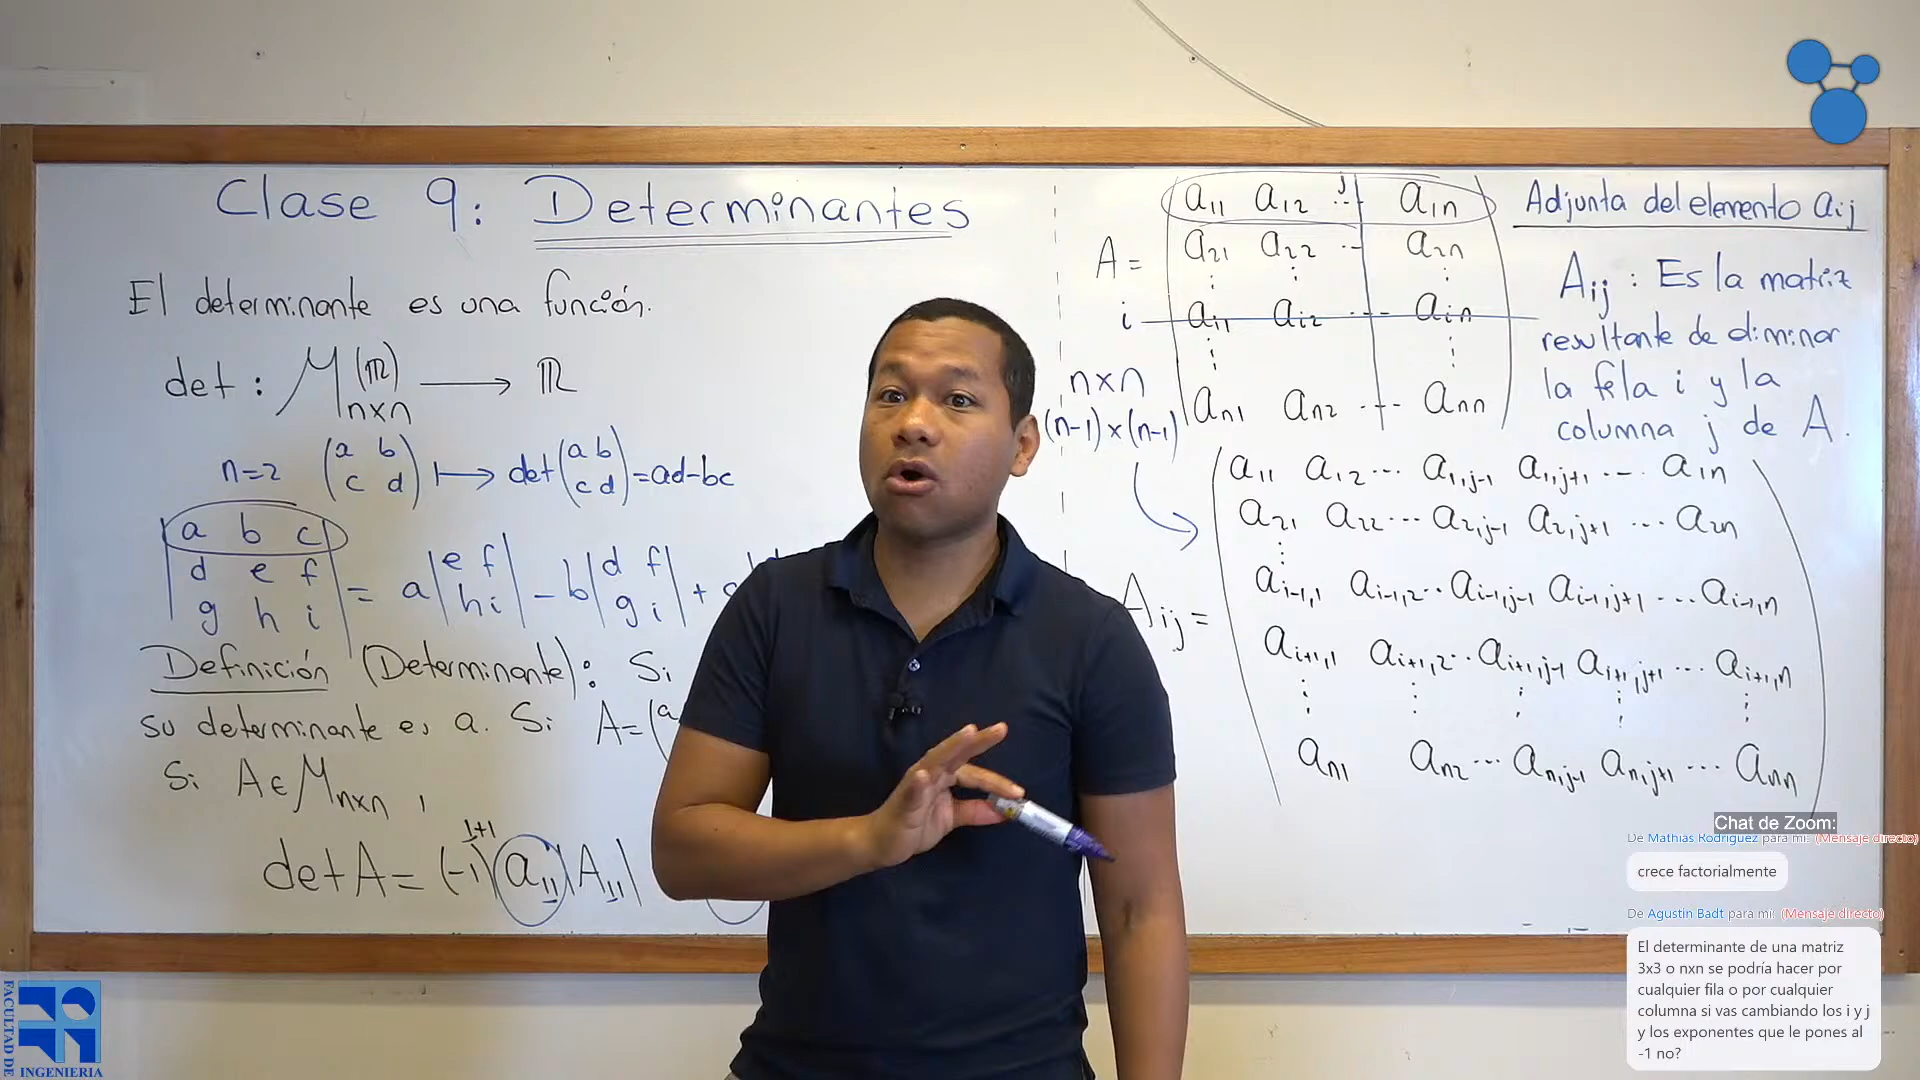 Clase 9: Determinantes
El determinante es una función.
det : M (ℝ) n×n ⟶ ℝ
n=2 (a b c d) ⟼ det(a b c d) = ad-bc
|a b c
d e f
g h i| = a|e f h i| - b|d f g i| +
Definición (Determinante): Si
su determinante es a. Si A=(a
Si A ∈ M n×n ,
det A = (-1)^1+1 a11 |A11|
A =
a11 a12 ... a1n
a21 a22 ... a2n
i ai1 ai2 ... ain
an1 an2 ... ann
j
n×n
(n-1)×(n-1)
Adjunta del elemento aij
Aij : Es la matriz
resultante de eliminar
la fila i y la
columna j de A.
Aij =
a11 a12 ... a1,j-1 a1,j+1 ... a1n
a21 a22 ... a2,j-1 a2,j+1 ... a2n
ai-1,1 ai-1,2 ... ai-1,j-1 ai-1,j+1 ... ai-1,n
ai+1,1 ai+1,2 ... ai+1,j-1 ai+1,j+1 ... ai+1,n
an1 an2 ... an,j-1 an,j+1 ... ann
Chat de Zoom:
De Mathias Rodriguez para mí: (Mensaje directo)
crece factorialmente
De Agustin Badt para mí: (Mensaje directo)
El determinante de una matriz
3x3 o nxn se podría hacer por
cualquier fila o por cualquier
columna si vas cambiando los i y j
y los exponentes que le pones al
-1 no?
FACULTAD DE
INGENIERIA